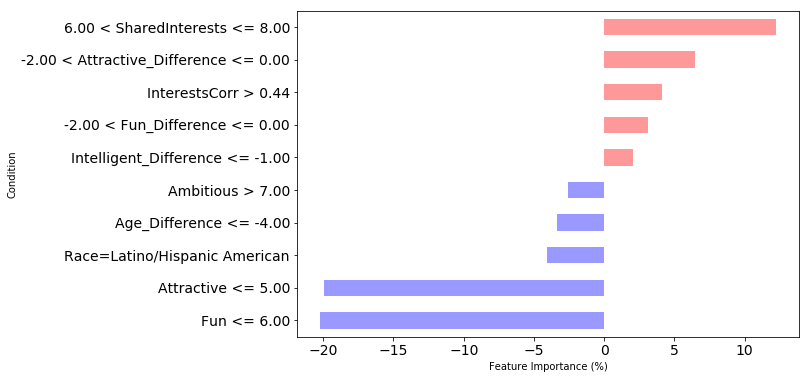 6.00 < SharedInterests <= 8.00
-2.00 < Attractive_Difference <= 0.00
InterestsCorr > 0.44
-2.00 < Fun_Difference <= 0.00
Intelligent_Difference <= -1.00
Ambitious > 7.00
Age_Difference <= -4.00
Race=Latino/Hispanic American
Attractive <= 5.00
Fun <= 6.00
Condition
−20 −15 −10 −5 0 5 10
Feature Importance (%)